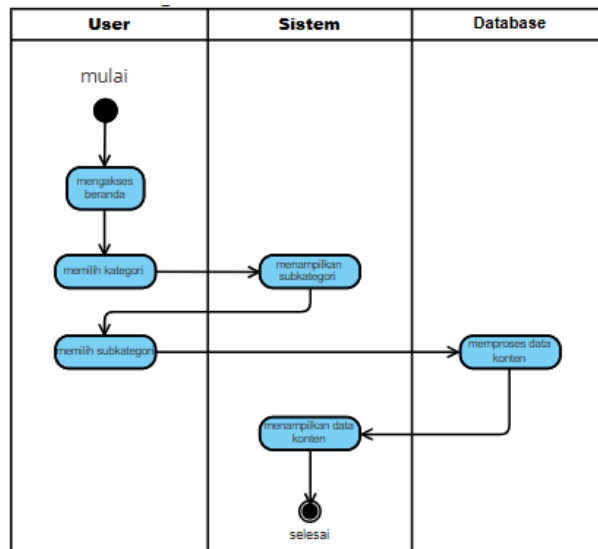 User
Sistem
Database
mulai
mengakses
beranda
memilih kategori
menampilkan
subkategori
memilih subkategori
memproses data
konten
menampilkan data
konten
selesai